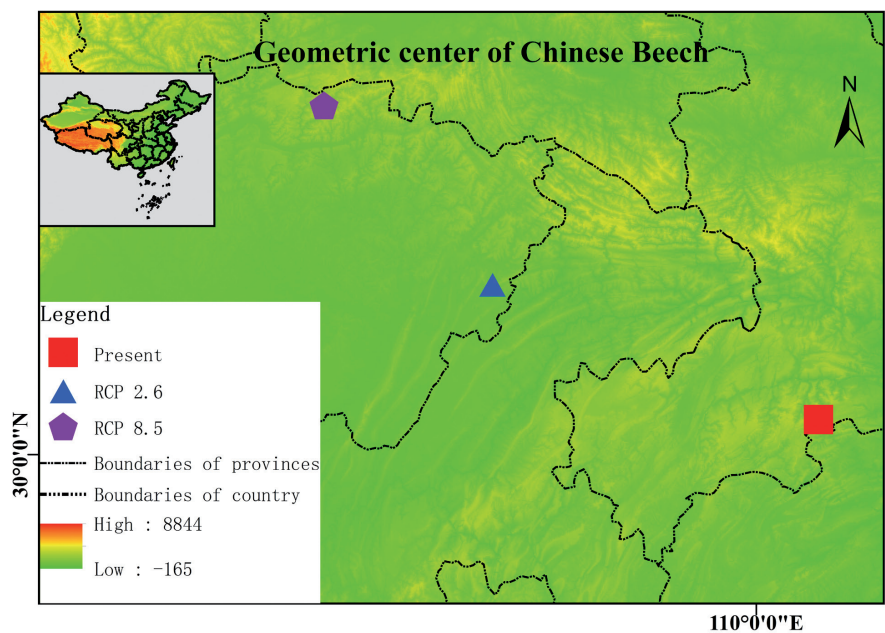 Geometric center of Chinese Beech
N
Legend
Present
RCP 2.6
RCP 8.5
Boundaries of provinces
Boundaries of country
High : 8844
Low : -165
30°0'0"N
110°0'0"E